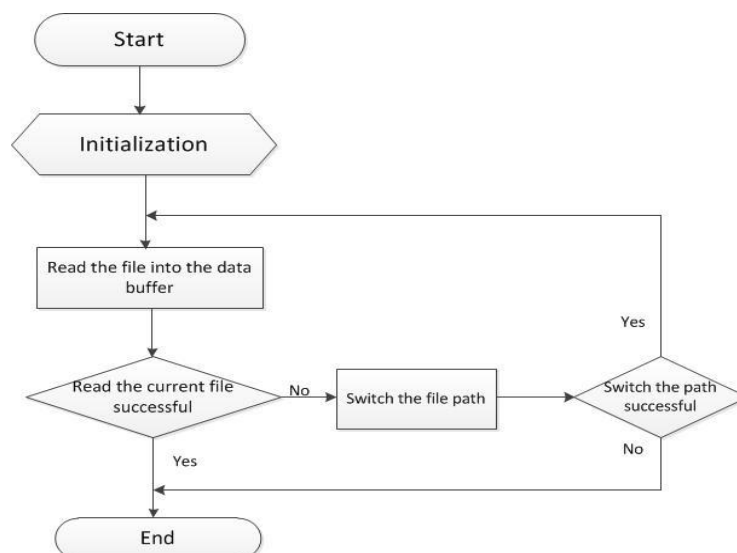 Start
Initialization
Read the file into the data
buffer
Yes
Read the current file
successful
No
Switch the file path
Switch the path
successful
Yes
No
End